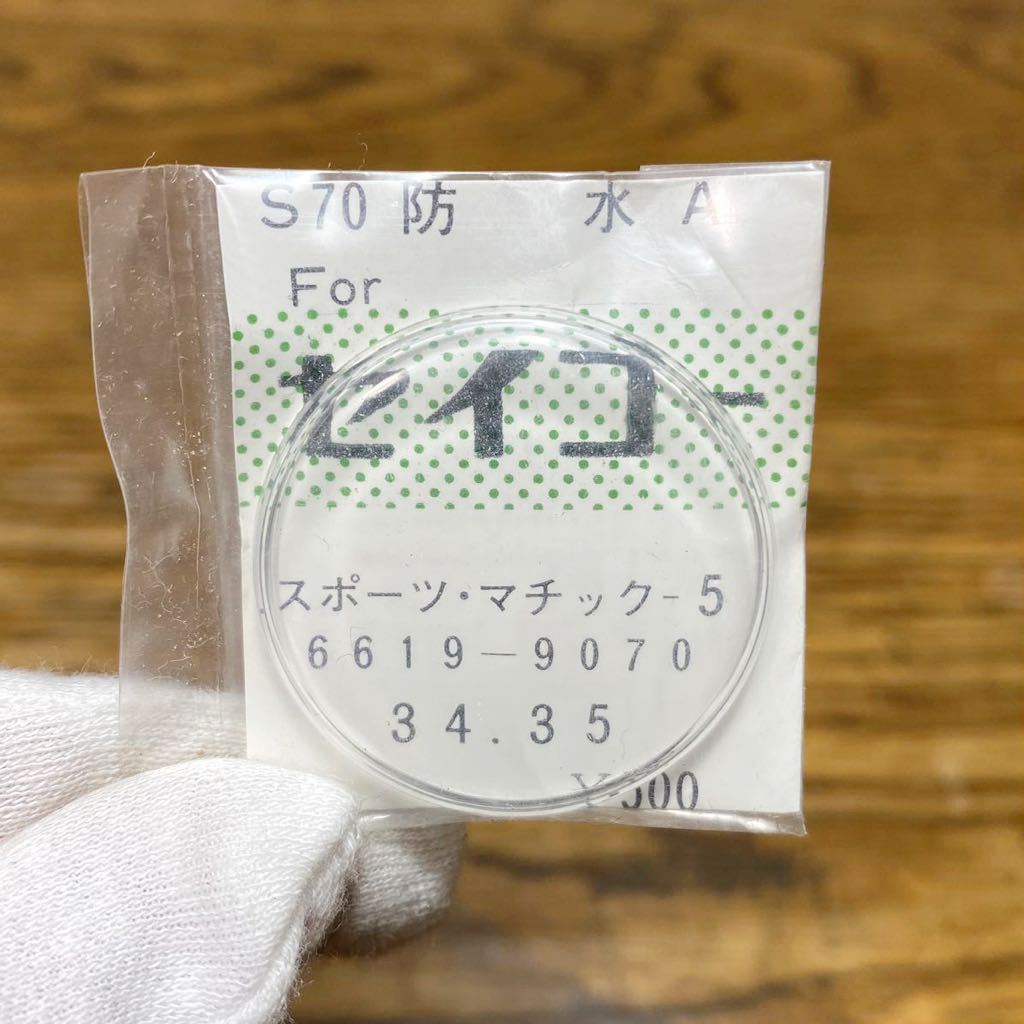 S70 防 水 A
For
セイコー
スポーツ・マチック-5
6619-9070
34.35